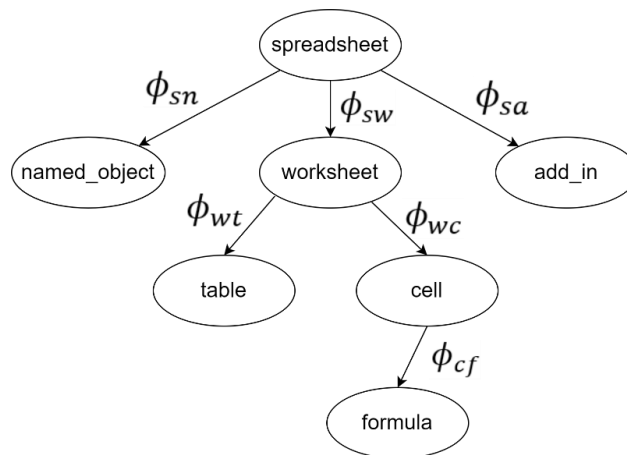 spreadsheet
ϕsn
ϕsw
ϕsa
named_object
worksheet
add_in
ϕwt
ϕwc
table
cell
ϕcf
formula